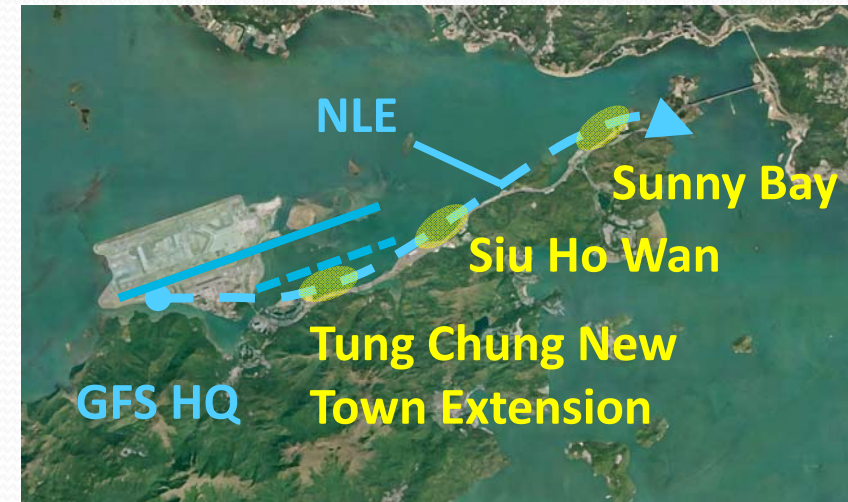 NLE
Sunny Bay
Siu Ho Wan
Tung Chung New
Town Extension
GFS HQ